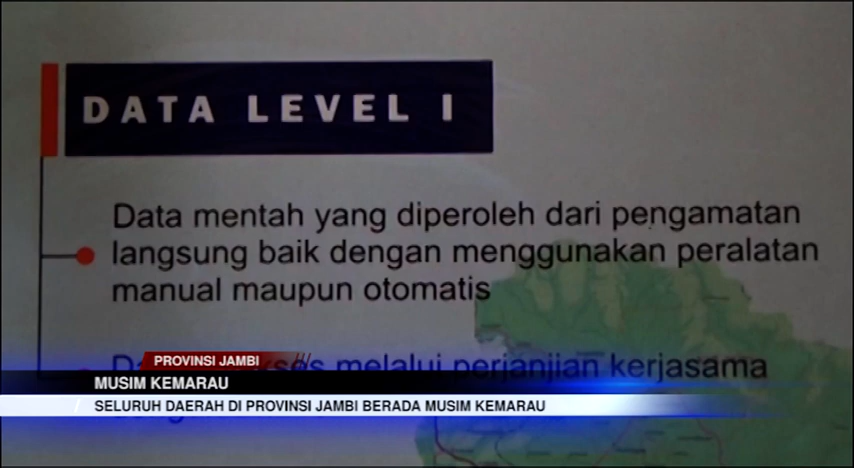 DATA LEVEL I
Data mentah yang diperoleh dari pengamatan
langsung baik dengan menggunakan peralatan
manual maupun otomatis
melalui perjanjian kerjasama
PROVINSI JAMBI
MUSIM KEMARAU
SELURUH DAERAH DI PROVINSI JAMBI BERADA MUSIM KEMARAU